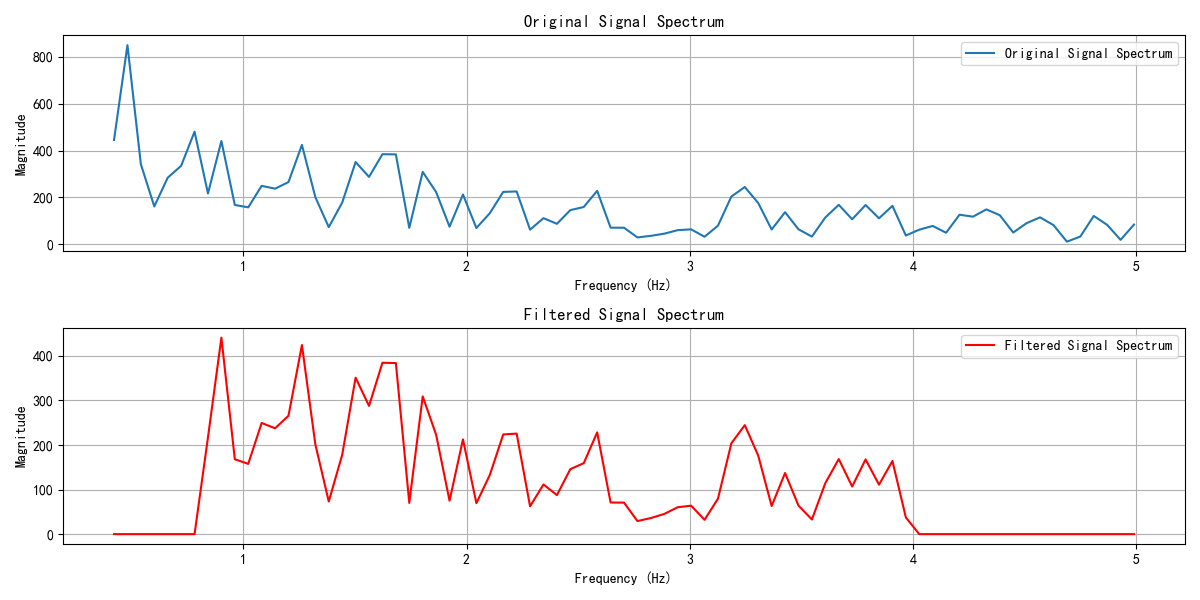 Original Signal Spectrum
Original Signal Spectrum
800
600
400
200
0
Magnitude
1 2 3 4 5
Frequency (Hz)
Filtered Signal Spectrum
Filtered Signal Spectrum
400
300
200
100
0
Magnitude
1 2 3 4 5
Frequency (Hz)